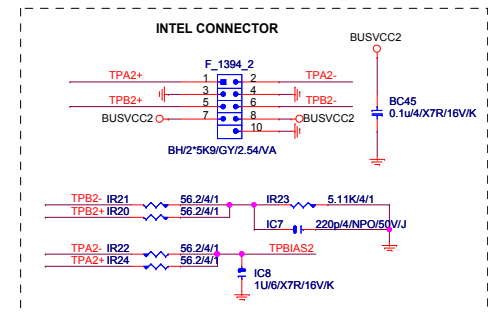 INTEL CONNECTOR
BUSVCC2
F_1394_2
TPA2+ 1 2 TPA2-
3 4
TPB2+ 5 6 TPB2-
BUSVCC2 7 8 BUSVCC2
10
BH/2*5K9/GY/2.54/VA
BC45
0.1u/4/X7R/16V/K
TPB2- IR21 56.2/4/1 IR23 5.11K/4/1
TPB2+ IR20 56.2/4/1
IC7 220p/4/NPO/50V/J
TPA2- IR22 56.2/4/1 TPBIAS2
TPA2+ IR24 56.2/4/1
IC8
1U/6/X7R/16V/K